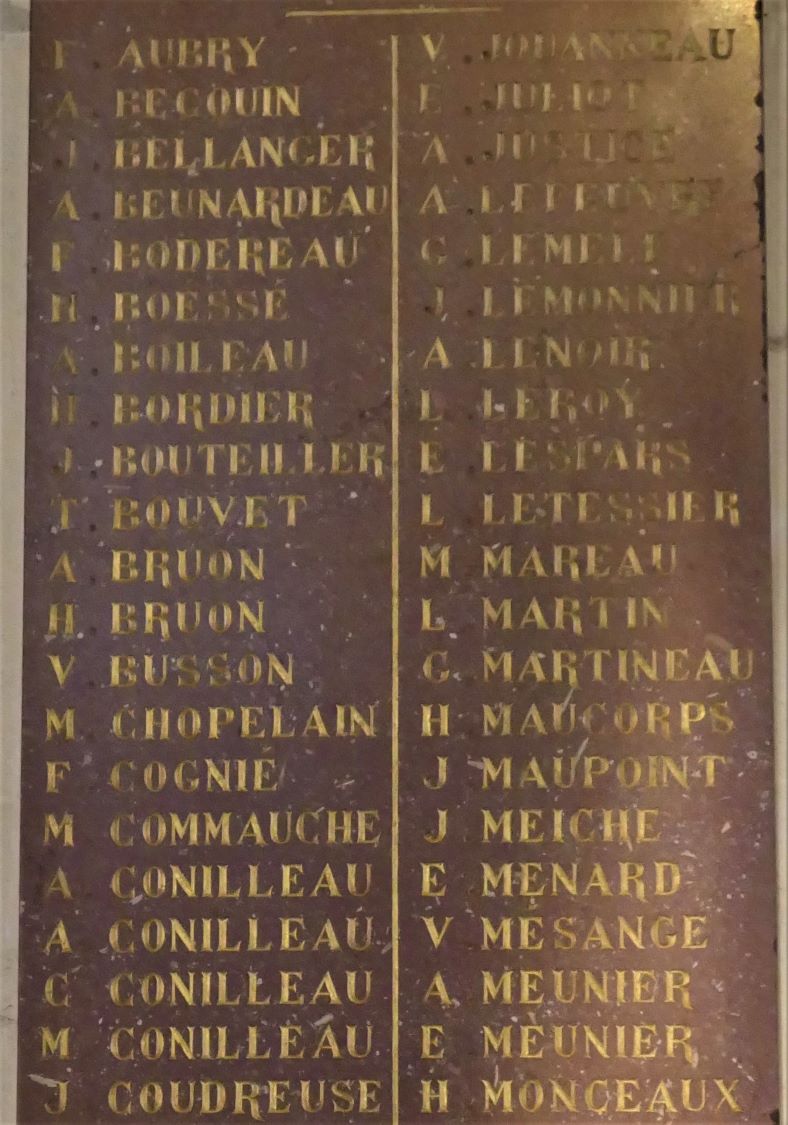 F. AUBRY
A. BECQUIN
J. BELLANGER
A. BEUNARDEAU
F. BODEREAU
H. BOESSÉ
A. BOILEAU
H. BORDIER
J. BOUTEILLER
T. BOUVET
A. BRUON
H. BRUON
V. BUSSON
M. CHOPELAIN
F. COGNIÉ
M. COMMAUCHE
A. CONILLEAU
A. CONILLEAU
C. CONILLEAU
M. CONILLEAU
J. COUDREUSE
V. JOUANNEAU
E. JULIOT
A. JUSTICE
A. LEFEUVRE
G. LEMELE
J. LEMONNIER
A. LENOIR
L. LEROY
E. LESPARS
L. LETESSIER
M. MAREAU
L. MARTIN
G. MARTINEAU
H. MAUCORPS
J. MAUPOINT
J. MEICHE
E. MENARD
V. MESANGE
A. MEUNIER
E. MEUNIER
H. MONCEAUX